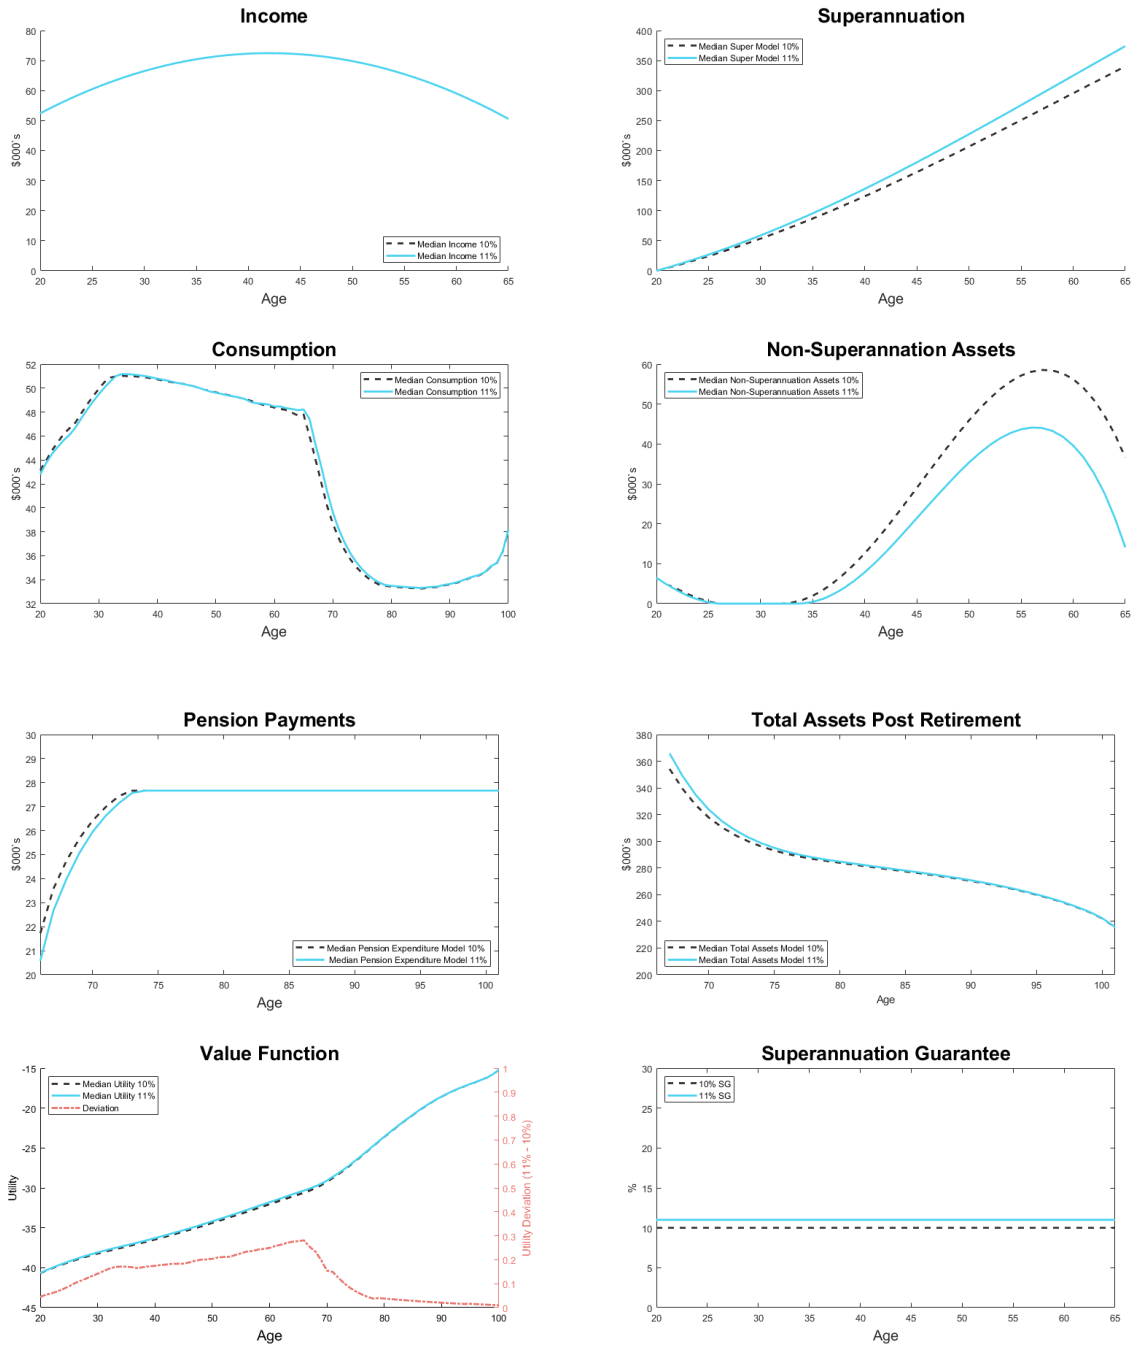 Income
80
70
60
50
40
30
20
10
0
$000`s
Median Income 10%
Median Income 11%
20 25 30 35 40 45 50 55 60 65
Age
Superannuation
400
350
300
250
200
150
100
50
0
$000`s
Median Super Model 10%
Median Super Model 11%
20 25 30 35 40 45 50 55 60 65
Age
Consumption
52
50
48
46
44
42
40
38
36
34
32
$000`s
Median Consumption 10%
Median Consumption 11%
20 30 40 50 60 70 80 90 100
Age
Non-Superannation Assets
60
50
40
30
20
10
0
$000`s
Median Non-Superannuation Assets 10%
Median Non-Superannuation Assets 11%
20 25 30 35 40 45 50 55 60 65
Age
Pension Payments
30
29
28
27
26
25
24
23
22
21
20
$000`s
Median Pension Expenditure Model 10%
Median Pension Expenditure Model 11%
70 75 80 85 90 95 100
Age
Total Assets Post Retirement
380
360
340
320
300
280
260
240
220
200
$000`s
Median Total Assets Model 10%
Median Total Assets Model 11%
70 75 80 85 90 95 100
Age
Value Function
-15
-20
-25
-30
-35
-40
-45
Utility
Median Utility 10%
Median Utility 11%
Deviation
1
0.9
0.8
0.7
0.6
0.5
0.4
0.3
0.2
0.1
0
Utility Deviation (11% - 10%)
20 30 40 50 60 70 80 90 100
Age
Superannuation Guarantee
30
25
20
15
10
5
0
%
10% SG
11% SG
20 25 30 35 40 45 50 55 60 65
Age